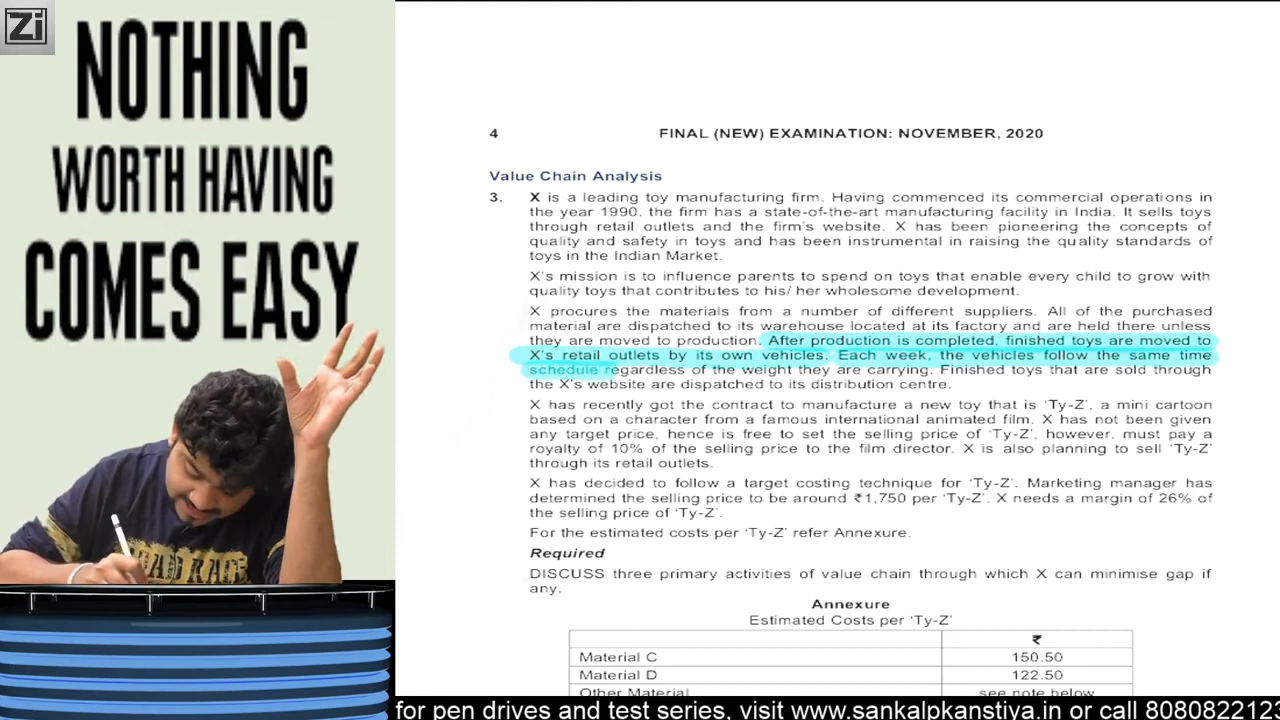 Zi
NOTHING
WORTH HAVING
COMES EASY
4 FINAL (NEW) EXAMINATION: NOVEMBER, 2020
Value Chain Analysis
3. X is a leading toy manufacturing firm. Having commenced its commercial operations in
the year 1990, the firm has a state-of-the-art manufacturing facility in India. It sells toys
through retail outlets and the firm's website. X has been pioneering the concepts of
quality and safety in toys and has been instrumental in raising the quality standards of
toys in the Indian Market.
X's mission is to influence parents to spend on toys that enable every child to grow with
quality toys that contributes to his/ her wholesome development.
X procures the materials from a number of different suppliers. All of the purchased
material are dispatched to its warehouse located at its factory and are held there unless
they are moved to production. After production is completed, finished toys are moved to
X's retail outlets by its own vehicles. Each week, the vehicles follow the same time
schedule regardless of the weight they are carrying. Finished toys that are sold through
the X's website are dispatched to its distribution centre.
X has recently got the contract to manufacture a new toy that is 'Ty-Z', a mini cartoon
based on a character from a famous international animated film. X has not been given
any target price, hence is free to set the selling price of 'Ty-Z', however, must pay a
royalty of 10% of the selling price to the film director. X is also planning to sell 'Ty-Z'
through its retail outlets.
X has decided to follow a target costing technique for 'Ty-Z'. Marketing manager has
determined the selling price to be around ₹1,750 per 'Ty-Z'. X needs a margin of 26% of
the selling price of 'Ty-Z'.
For the estimated costs per 'Ty-Z' refer Annexure.
Required
DISCUSS three primary activities of value chain through which X can minimise gap if
any.
Annexure
Estimated Costs per 'Ty-Z'
₹
Material C 150.50
Material D 122.50
Other Material see note below
for pen drives and test series, visit www.sankalpkanstiya.in or call 8080822129